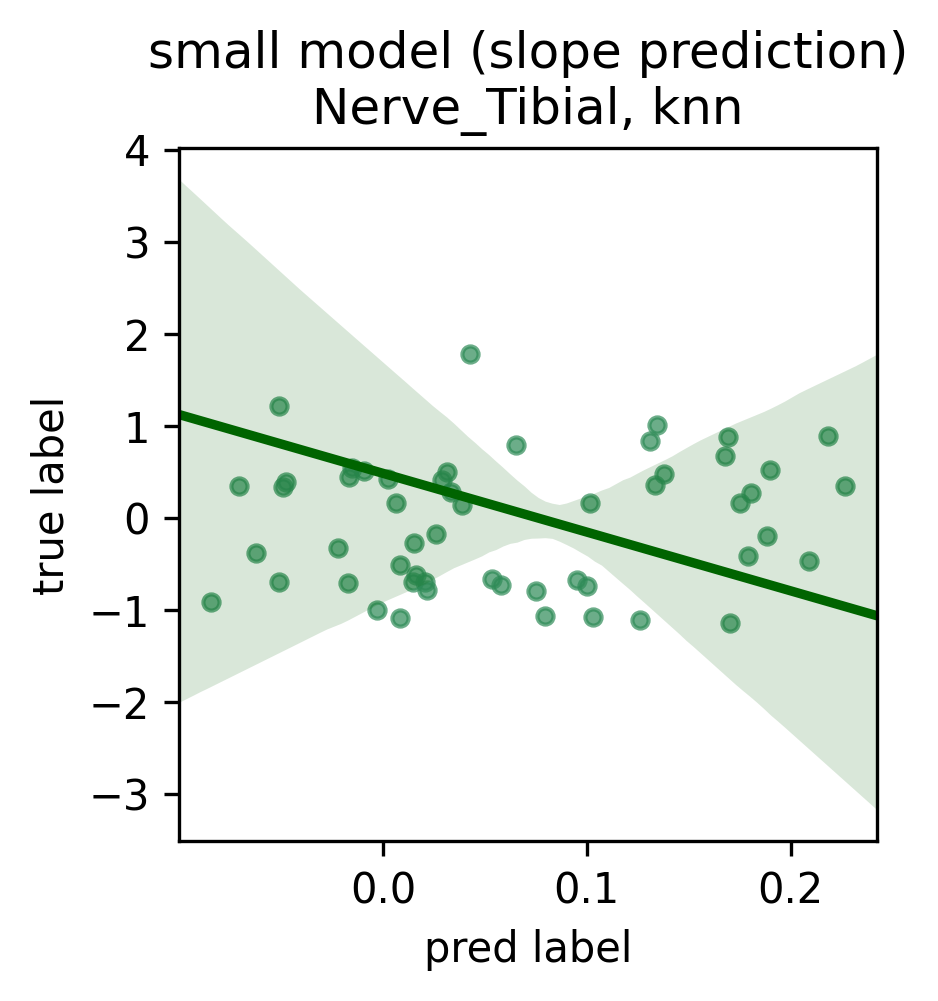 small model (slope prediction)
Nerve_Tibial, knn
4
3
2
1
0
−1
−2
−3
true label
0.0
0.1
0.2
pred label